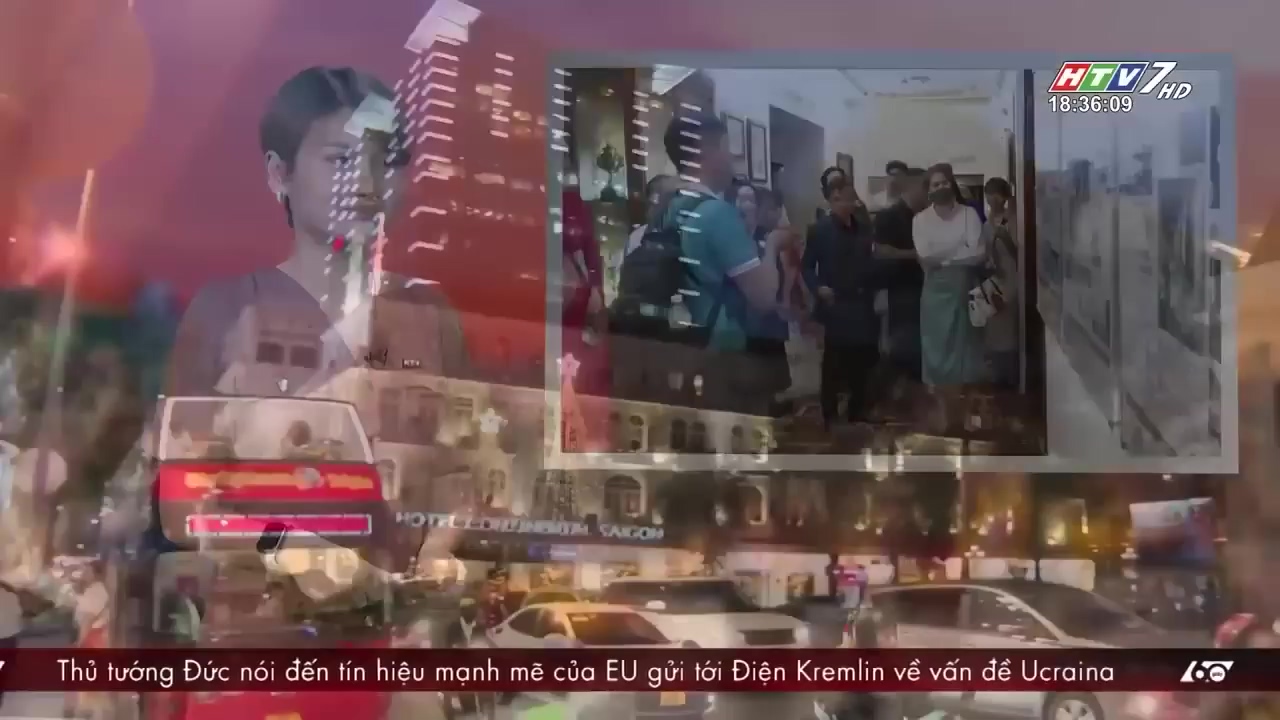 HTV7 HD
18:36:09
HOTEL CONTINENTAL SAIGON
Thủ tướng Đức nói đến tín hiệu mạnh mẽ của EU gửi tới Điện Kremlin về vấn đề Ucraina
60